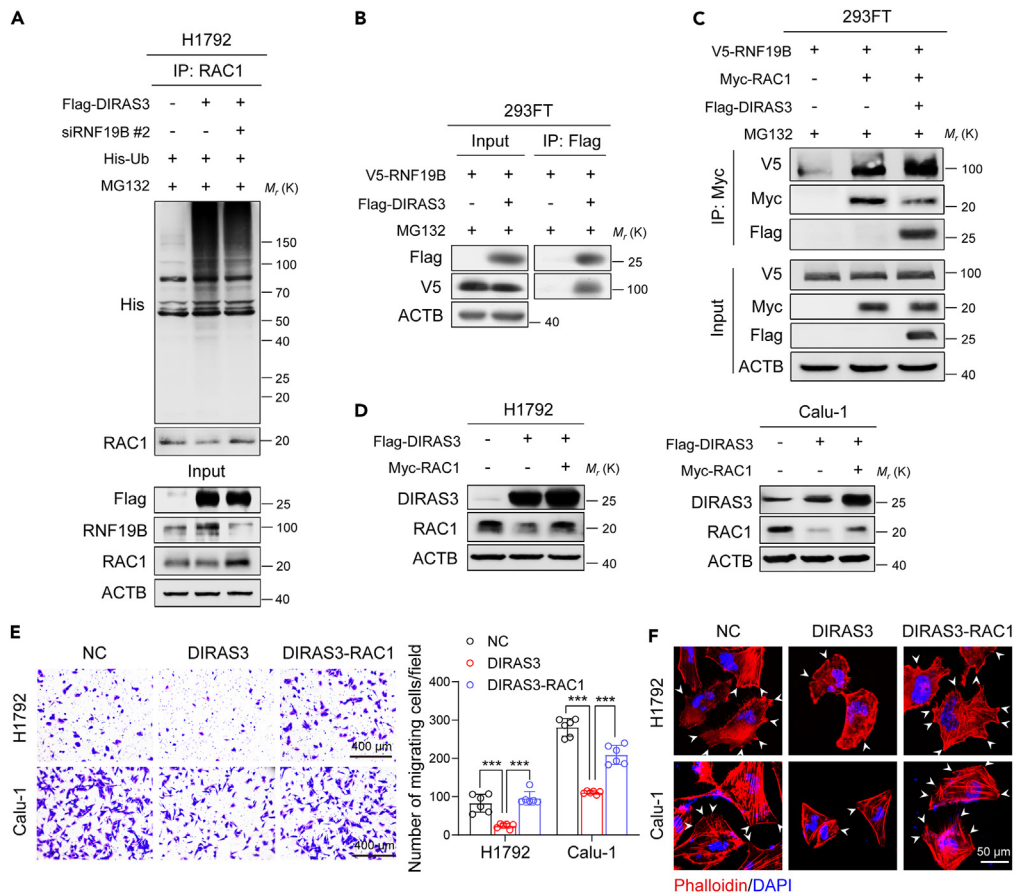 A
H1792
IP: RAC1
Flag-DIRAS3 - + +
siRNF19B #2 - - +
His-Ub + + +
MG132 + + + Mr (K)
His
150
100
70
50
40
25
20
RAC1 20
Input
Flag 25
RNF19B 100
RAC1 20
ACTB 40
B
293FT
Input IP: Flag
V5-RNF19B + + + +
Flag-DIRAS3 - + - +
MG132 + + + + Mr (K)
Flag 25
V5 100
ACTB 40
C
293FT
V5-RNF19B + + +
Myc-RAC1 - + +
Flag-DIRAS3 - - +
MG132 + + + Mr (K)
IP: Myc
V5 100
Myc 20
Flag 25
Input
V5 100
Myc 20
Flag 25
ACTB 40
D
H1792
Flag-DIRAS3 - + +
Myc-RAC1 - - + Mr (K)
DIRAS3 25
RAC1 20
ACTB 40
Calu-1
Flag-DIRAS3 - + +
Myc-RAC1 - - + Mr (K)
DIRAS3 25
RAC1 20
ACTB 40
E
NC DIRAS3 DIRAS3-RAC1
H1792
400 μm
Calu-1
400 μm
NC
DIRAS3
DIRAS3-RAC1
Number of migrating cells/field
400
300
200
100
0
*** *** *** ***
H1792 Calu-1
F
NC DIRAS3 DIRAS3-RAC1
H1792
Calu-1
50 μm
Phalloidin/DAPI